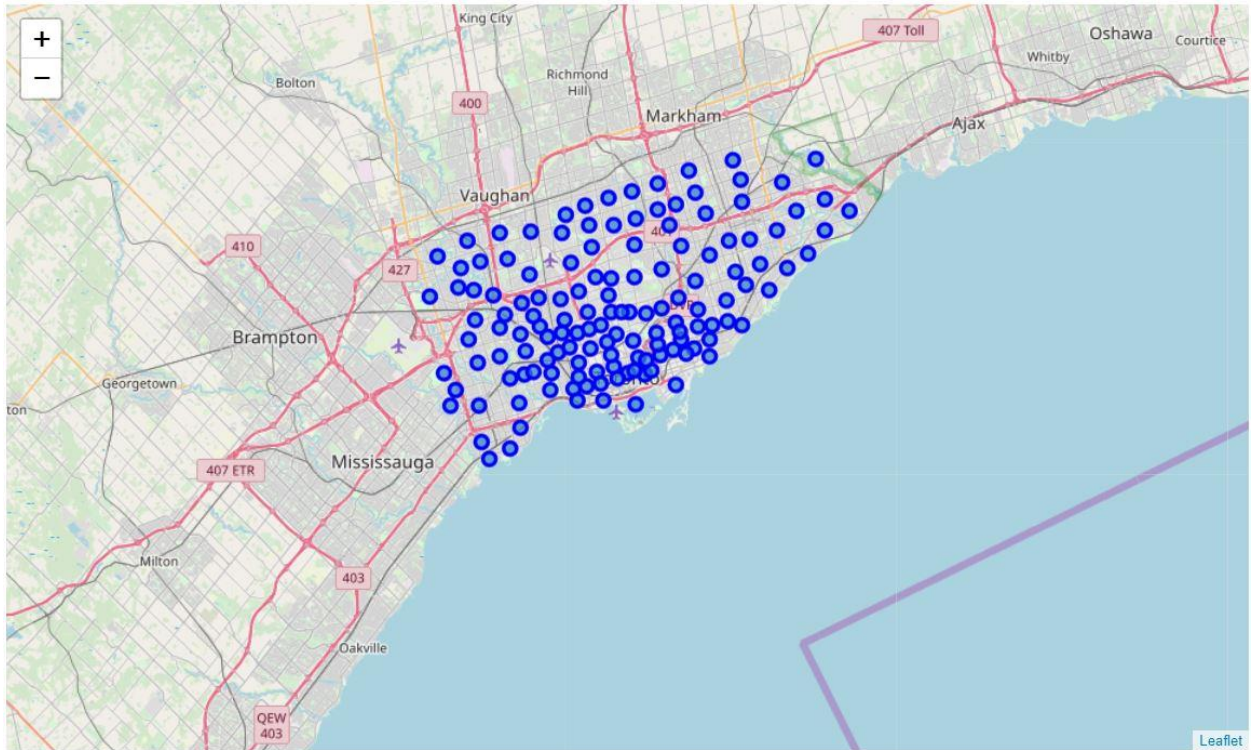 +
−
King City
407 Toll
Oshawa
Courtice
Whitby
Bolton
Richmond
Hill
400
Markham
Ajax
Vaughan
410
427
Brampton
Georgetown
Mississauga
407 ETR
Milton
403
Oakville
QEW
403
Leaflet